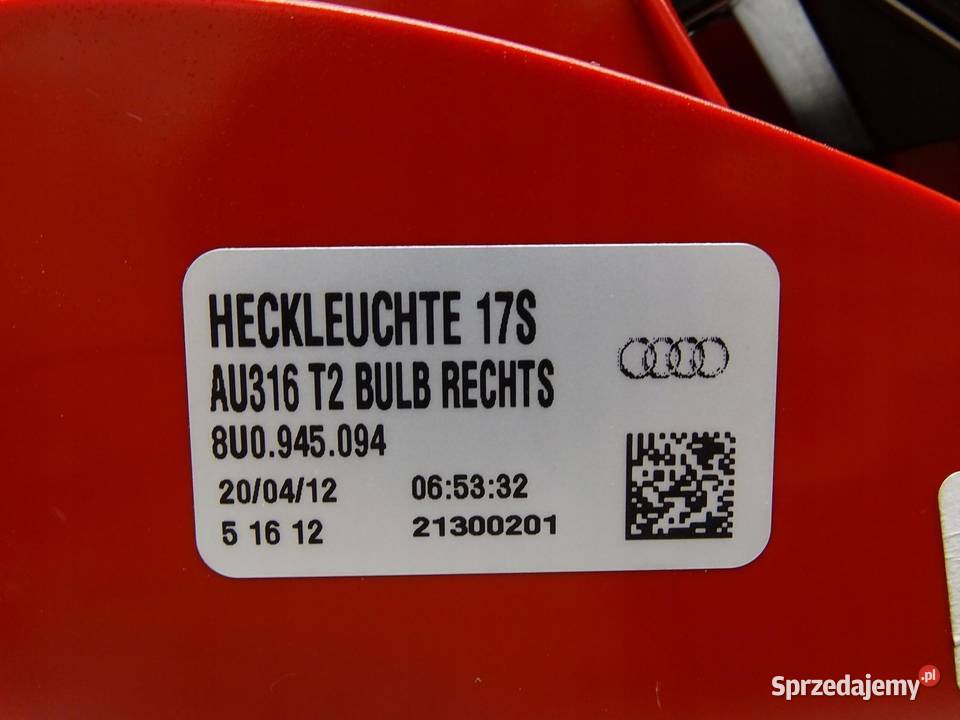 HECKLEUCHTE 17S
AU316 T2 BULB RECHTS
8U0.945.094
20/04/12 06:53:32
5 16 12 21300201
Sprzedajemy.pl